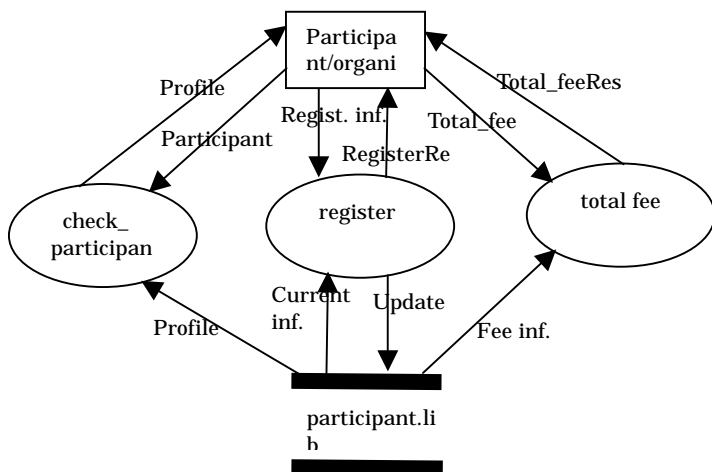 Participa
nt/organi
Profile
Total_feeRes
Regist. inf.
Total_fee
Participant
RegisterRe
check_
participan
register
total fee
Current
inf.
Update
Profile
Fee inf.
participant.li
b